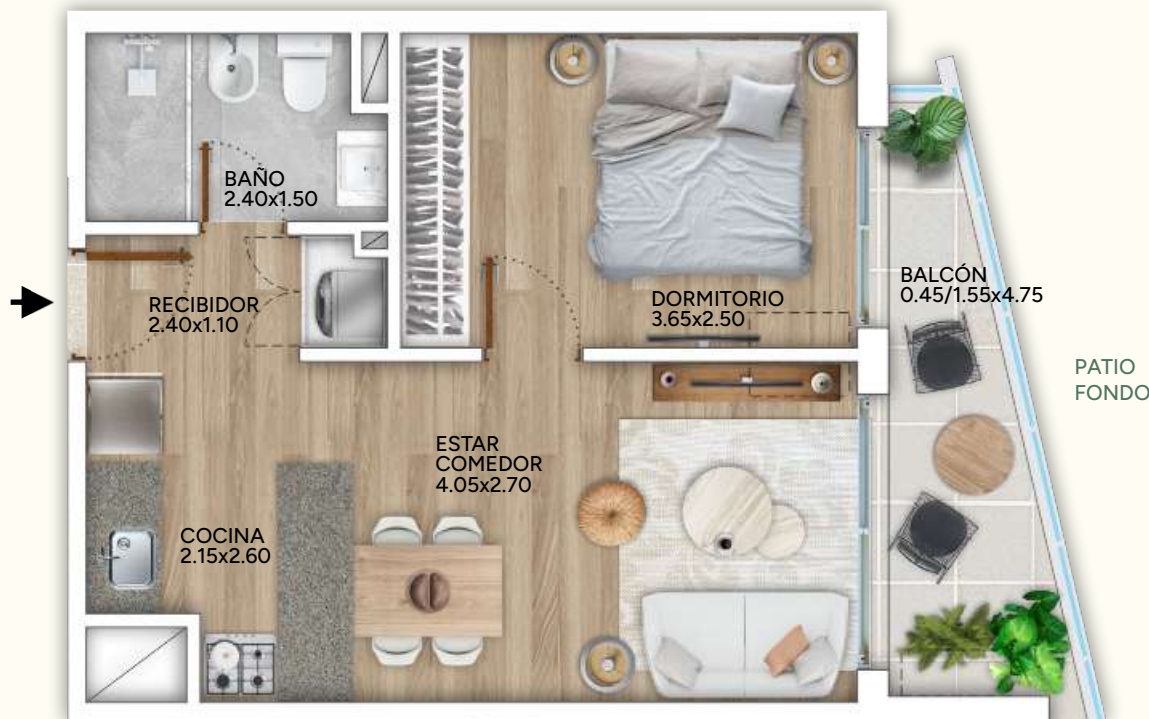 BAÑO
2.40x1.50
RECIBIDOR
2.40x1.10
DORMITORIO
3.65x2.50
BALCÓN
0.45/1.55x4.75
PATIO
FONDO
ESTAR
COMEDOR
4.05x2.70
COCINA
2.15x2.60